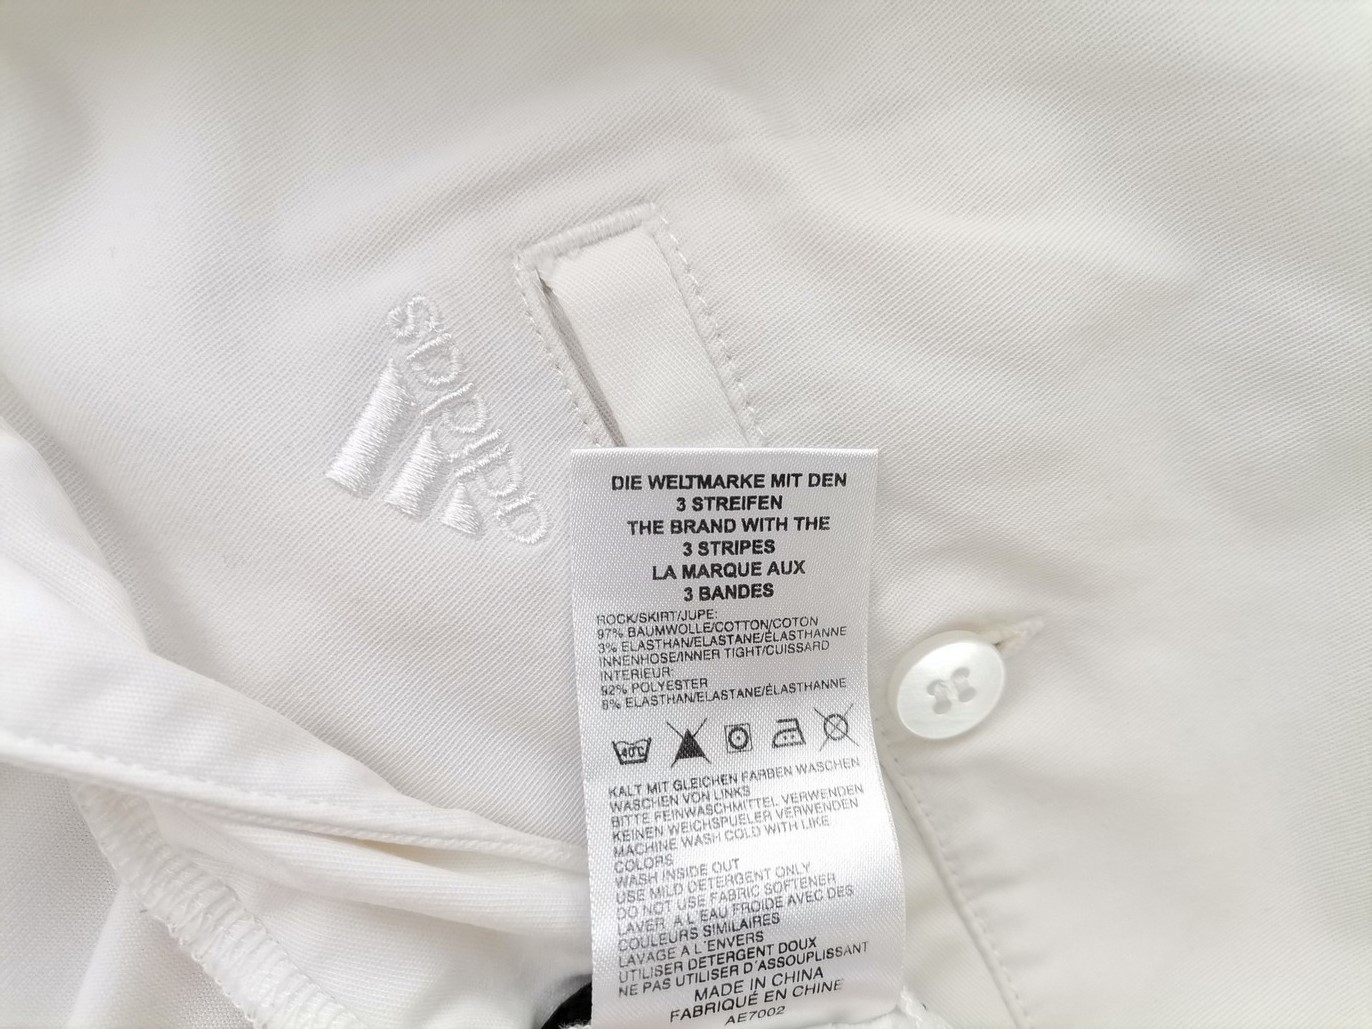 adidas
DIE WELTMARKE MIT DEN
3 STREIFEN
THE BRAND WITH THE
3 STRIPES
LA MARQUE AUX
3 BANDES
ROCK/SKIRT/JUPE:
97% BAUMWOLLE/COTTON/COTON
3% ELASTHAN/ELASTANE/ÉLASTHANNE
INNENHOSE/INNER TIGHT/CUISSARD
INTERIEUR:
92% POLYESTER
8% ELASTHAN/ELASTANE/ÉLASTHANNE
40°C
KALT MIT GLEICHEN FARBEN WASCHEN
WASCHEN VON LINKS
BITTE FEINWASCHMITTEL VERWENDEN
KEINEN WEICHSPUELER VERWENDEN
MACHINE WASH COLD WITH LIKE
COLORS
WASH INSIDE OUT
USE MILD DETERGENT ONLY
DO NOT USE FABRIC SOFTENER
LAVER A L'EAU FROIDE AVEC DES
COULEURS SIMILAIRES
LAVAGE A L'ENVERS
UTILISER DETERGENT DOUX
NE PAS UTILISER D'ASSOUPLISSANT
MADE IN CHINA
FABRIQUÉ EN CHINE
AE7002